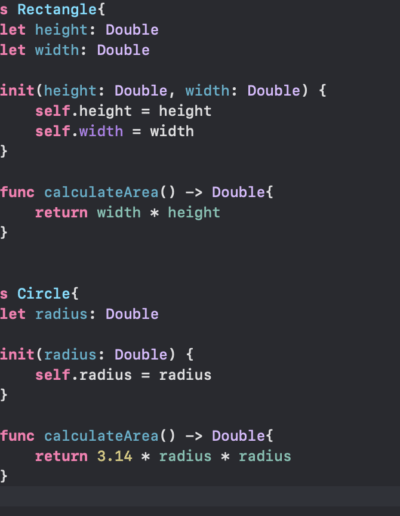 s Rectangle{
let height: Double
let width: Double
init(height: Double, width: Double) {
self.height = height
self.width = width
}
func calculateArea() -> Double{
return width * height
}
s Circle{
let radius: Double
init(radius: Double) {
self.radius = radius
}
func calculateArea() -> Double{
return 3.14 * radius * radius
}